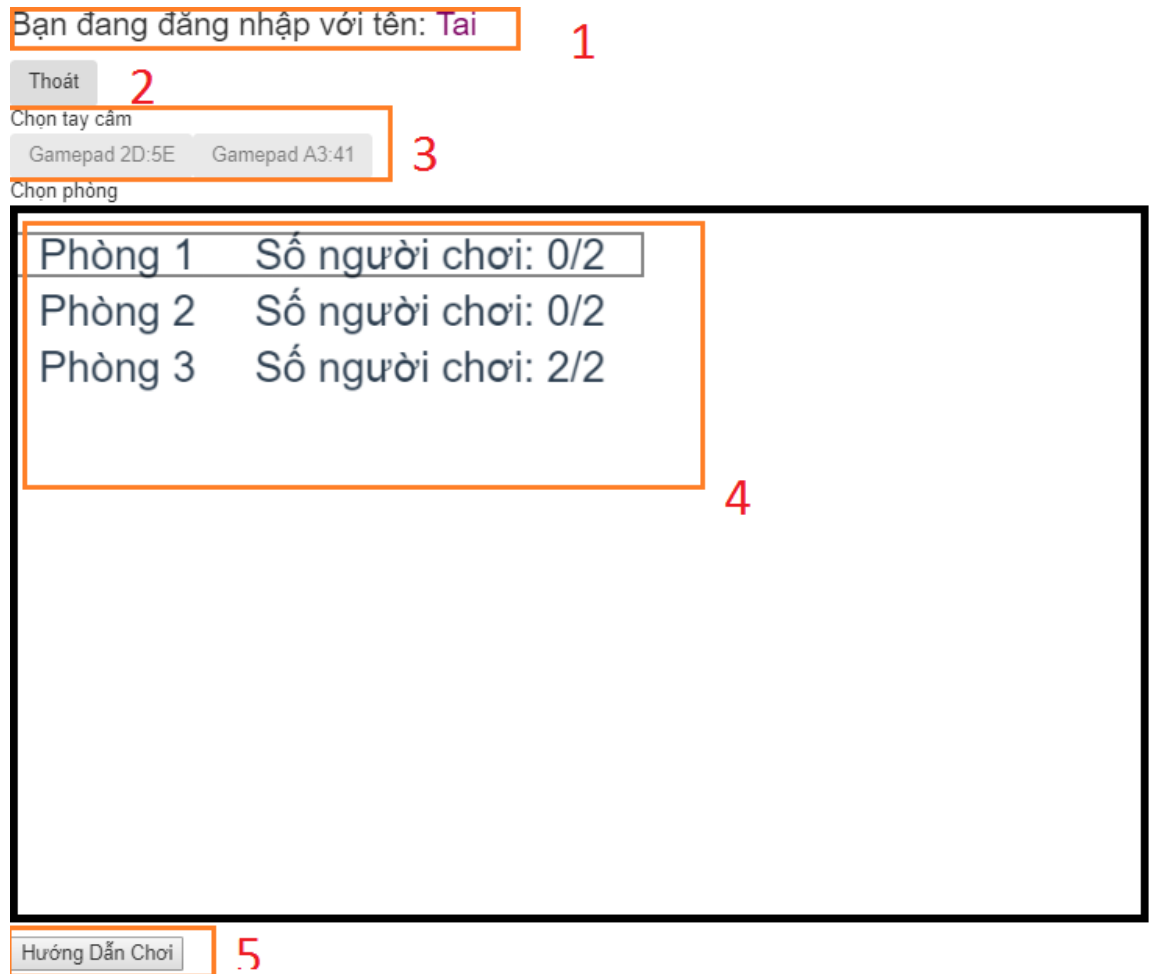 Bạn đang đăng nhập với tên: Tai
1
Thoát
2
Chọn tay cầm
Gamepad 2D:5E Gamepad A3:41
3
Chọn phòng
Phòng 1 Số người chơi: 0/2
Phòng 2 Số người chơi: 0/2
Phòng 3 Số người chơi: 2/2
4
Hướng Dẫn Chơi
5